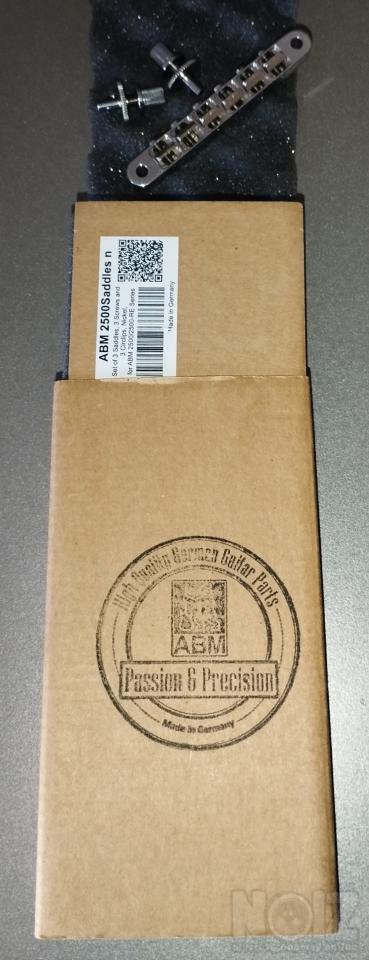 ABM 2500Saddles n
Set of 3 Saddles, 3 Screws and
3 Circlips, Nickel,
for ABM 2500/2500-RE Series
*Made in Germany
High Quality German Guitar Parts
ABM
Passion & Precision
Made in Germany
NOIZ